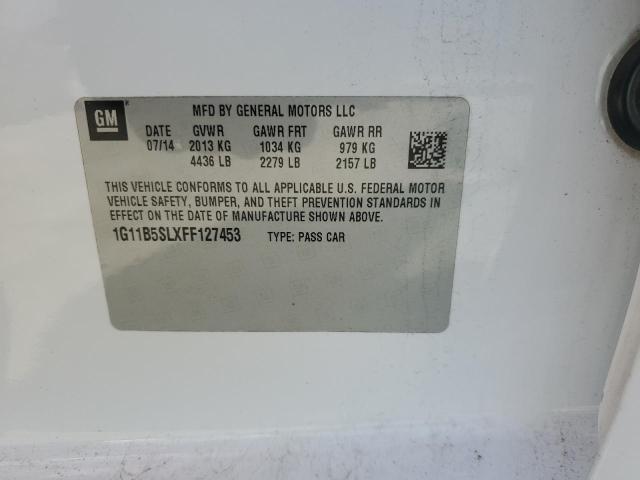 GM
MFD BY GENERAL MOTORS LLC
DATE GVWR GAWR FRT GAWR RR
07/14 2013 KG 1034 KG 979 KG
4436 LB 2279 LB 2157 LB
THIS VEHICLE CONFORMS TO ALL APPLICABLE U.S. FEDERAL MOTOR
VEHICLE SAFETY, BUMPER, AND THEFT PREVENTION STANDARDS IN
EFFECT ON THE DATE OF MANUFACTURE SHOWN ABOVE.
1G11B5SLXFF127453 TYPE: PASS CAR